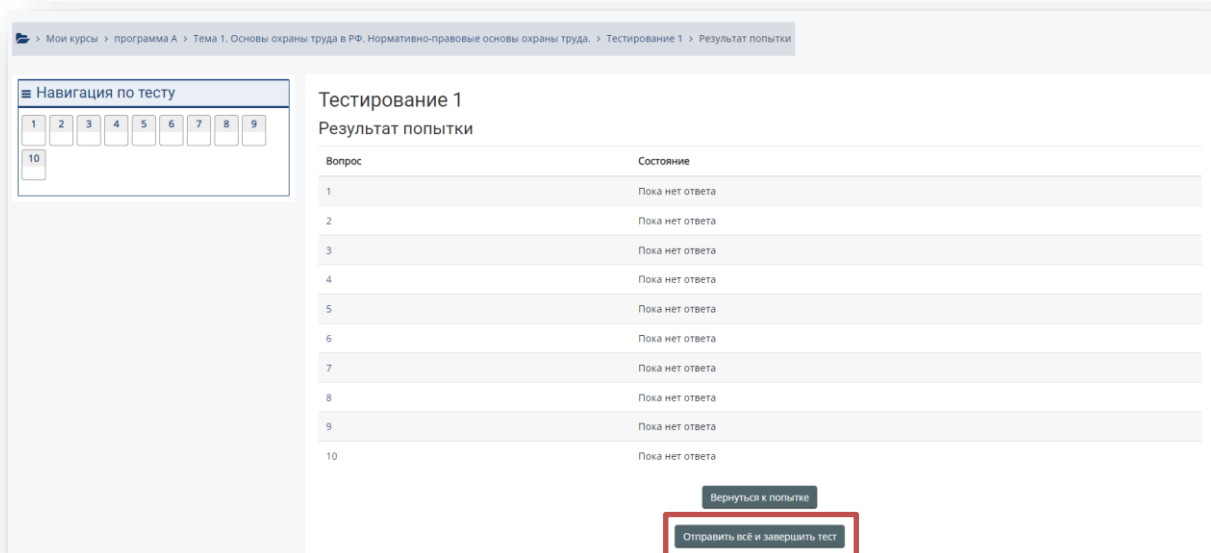 > Мои курсы > программа А > Тема 1. Основы охраны труда в РФ. Нормативно-правовые основы охраны труда. > Тестирование 1 > Результат попытки
Навигация по тесту
1 2 3 4 5 6 7 8 9
10
Тестирование 1
Результат попытки
Вопрос Состояние
1 Пока нет ответа
2 Пока нет ответа
3 Пока нет ответа
4 Пока нет ответа
5 Пока нет ответа
6 Пока нет ответа
7 Пока нет ответа
8 Пока нет ответа
9 Пока нет ответа
10 Пока нет ответа
Вернуться к попытке
Отправить всё и завершить тест